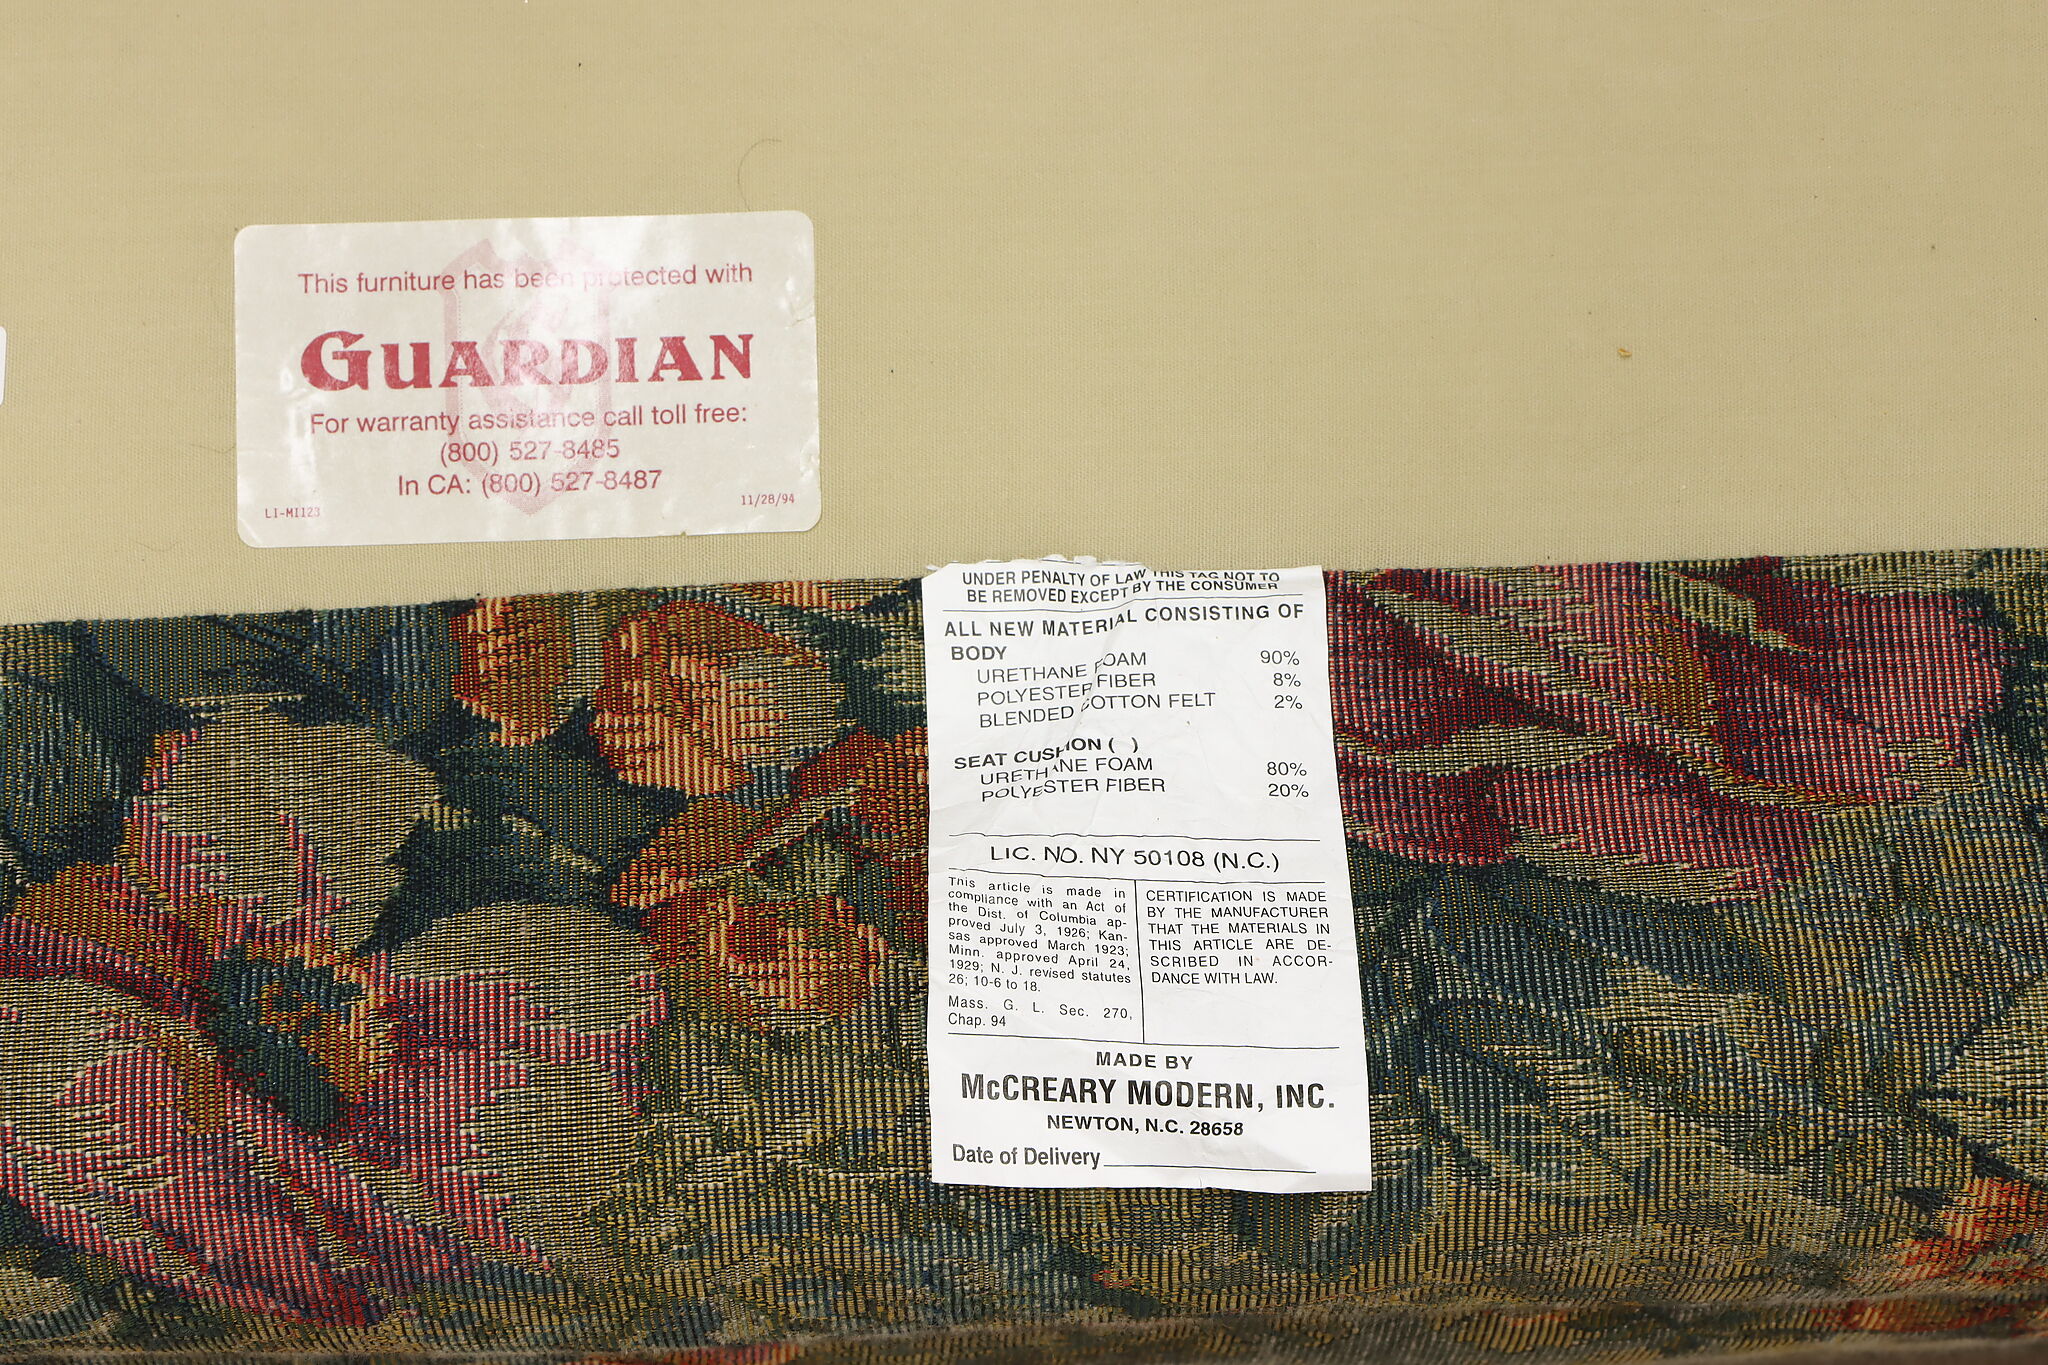 This furniture has been protected with
GUARDIAN
For warranty assistance call toll free:
(800) 527-8485
In CA: (800) 527-8487
LI-MI123
11/28/94
UNDER PENALTY OF LAW THIS TAG NOT TO
BE REMOVED EXCEPT BY THE CONSUMER
ALL NEW MATERIAL CONSISTING OF
BODY
URETHANE FOAM 90%
POLYESTER FIBER 8%
BLENDED COTTON FELT 2%
SEAT CUSHION ( )
URETHANE FOAM 80%
POLYESTER FIBER 20%
LIC. NO. NY 50108 (N.C.)
This article is made in
compliance with an Act of
the Dist. of Columbia ap-
proved July 3, 1926; Kan-
sas approved March 1923;
Minn. approved April 24,
1929; N. J. revised statutes
26; 10-6 to 18.
Mass. G. L. Sec. 270,
Chap. 94
CERTIFICATION IS MADE
BY THE MANUFACTURER
THAT THE MATERIALS IN
THIS ARTICLE ARE DE-
SCRIBED IN ACCOR-
DANCE WITH LAW.
MADE BY
McCREARY MODERN, INC.
NEWTON, N.C. 28658
Date of Delivery